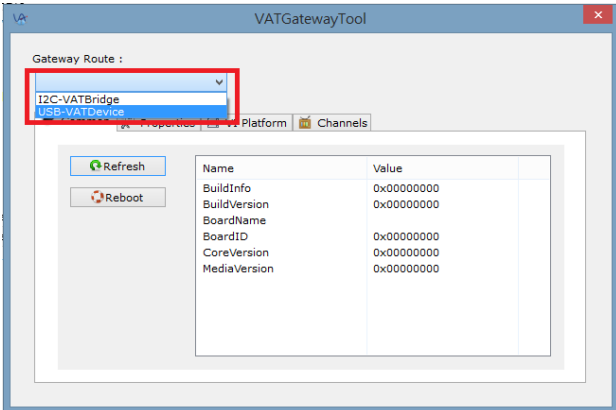 VATGatewayTool
Gateway Route :
I2C-VATBridge
USB-VATDevice
Properties Platform Channels
Refresh
Reboot
Name Value
BuildInfo 0x00000000
BuildVersion 0x00000000
BoardName
BoardID 0x00000000
CoreVersion 0x00000000
MediaVersion 0x00000000